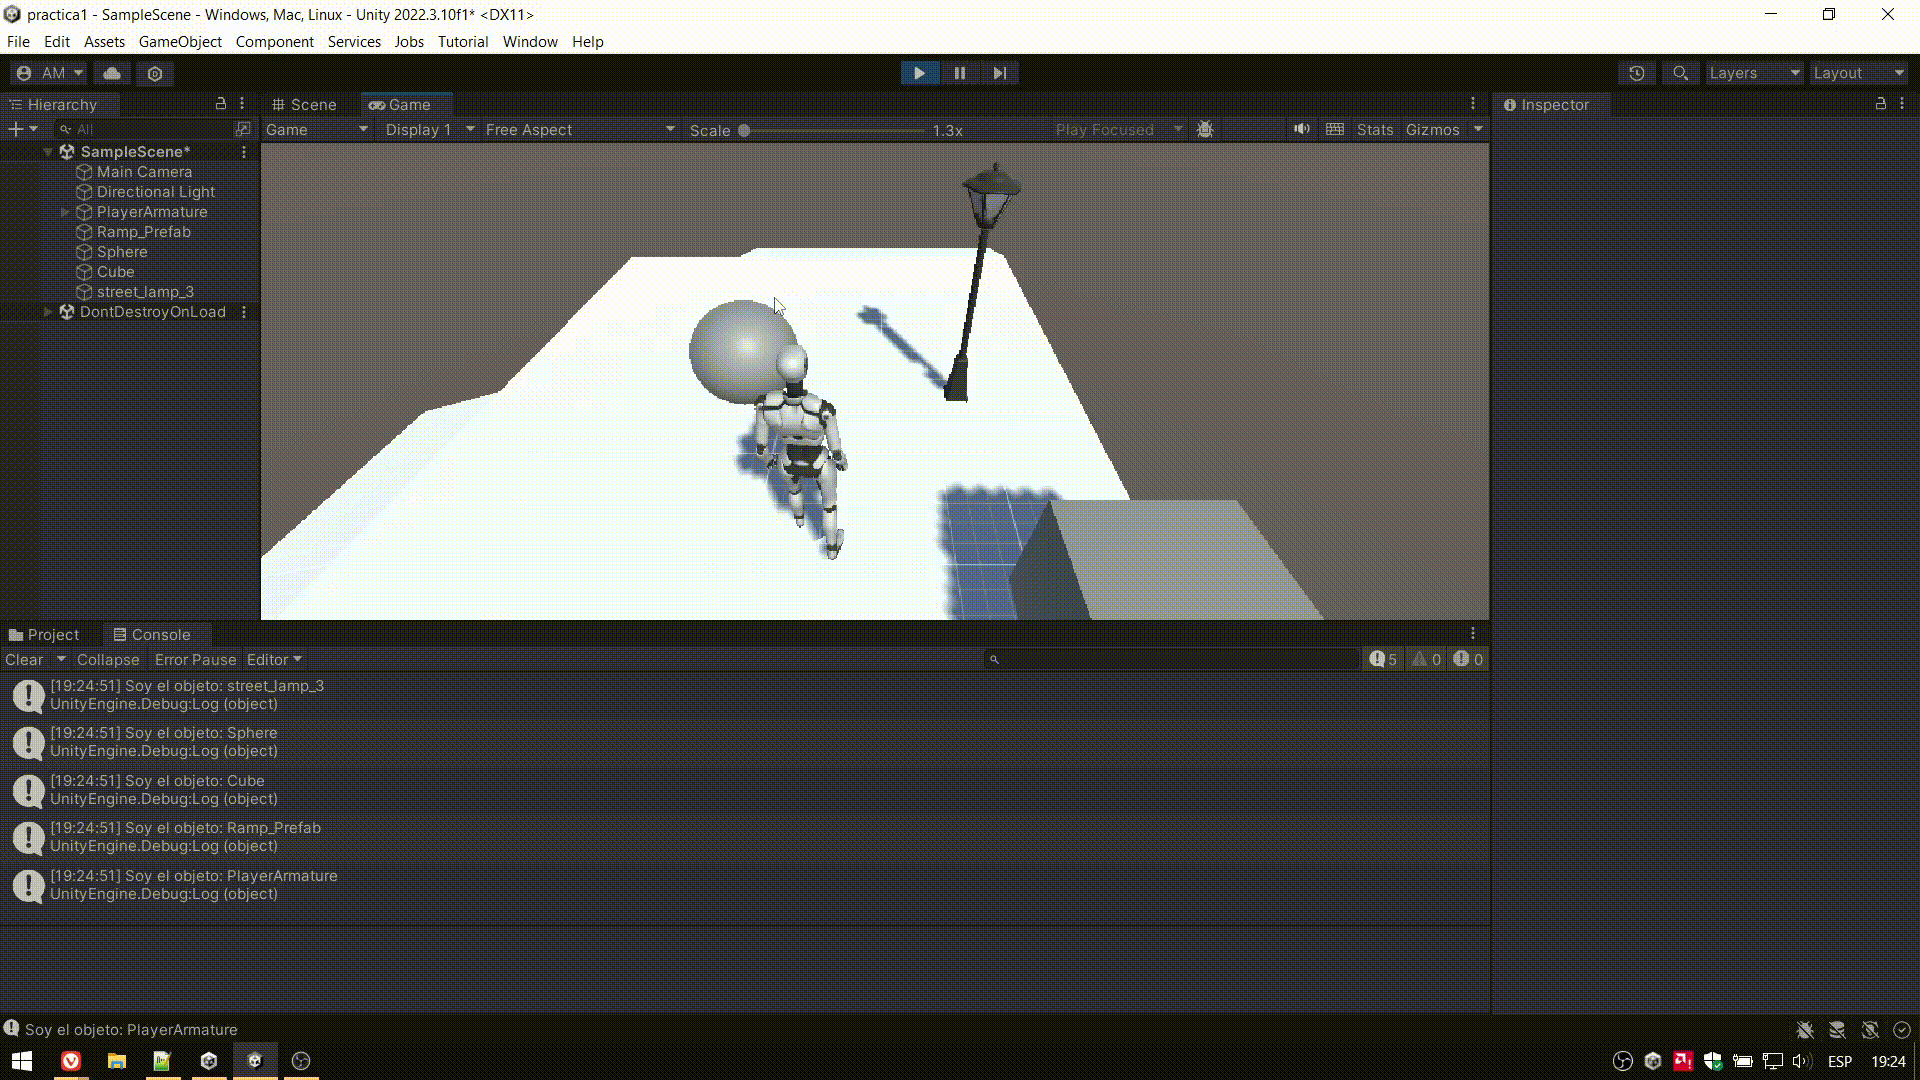 practica1 - SampleScene - Windows, Mac, Linux - Unity 2022.3.10f1* <DX11>
File Edit Assets GameObject Component Services Jobs Tutorial Window Help
AM Layers Layout
Hierarchy
Scene Game
Inspector
All
Game Display 1 Free Aspect Scale 1.3x Play Focused Stats Gizmos
SampleScene*
Main Camera
Directional Light
PlayerArmature
Ramp_Prefab
Sphere
Cube
street_lamp_3
DontDestroyOnLoad
Project Console
Clear Collapse Error Pause Editor 5 0 0
[19:24:51] Soy el objeto: street_lamp_3
UnityEngine.Debug:Log (object)
[19:24:51] Soy el objeto: Sphere
UnityEngine.Debug:Log (object)
[19:24:51] Soy el objeto: Cube
UnityEngine.Debug:Log (object)
[19:24:51] Soy el objeto: Ramp_Prefab
UnityEngine.Debug:Log (object)
[19:24:51] Soy el objeto: PlayerArmature
UnityEngine.Debug:Log (object)
Soy el objeto: PlayerArmature
ESP 19:24